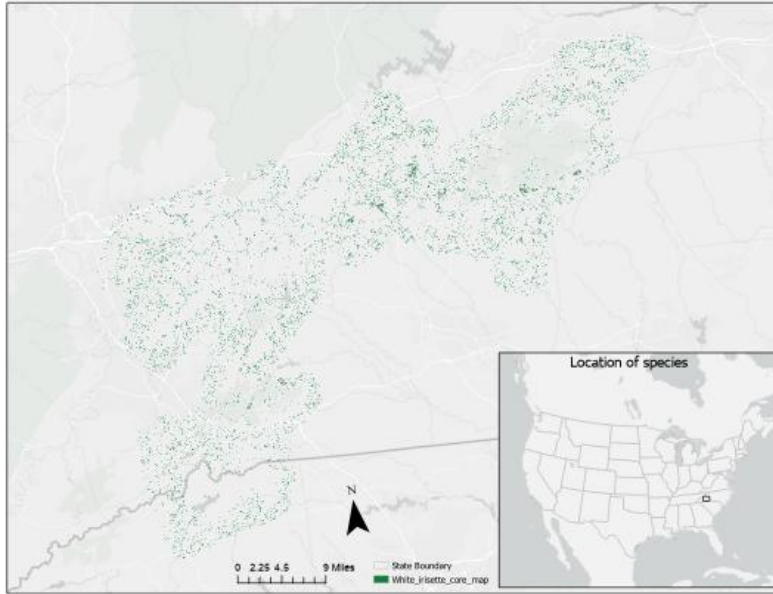 Location of species
N
0 2.25 4.5 9 Miles
State Boundary
White_irisette_core_map